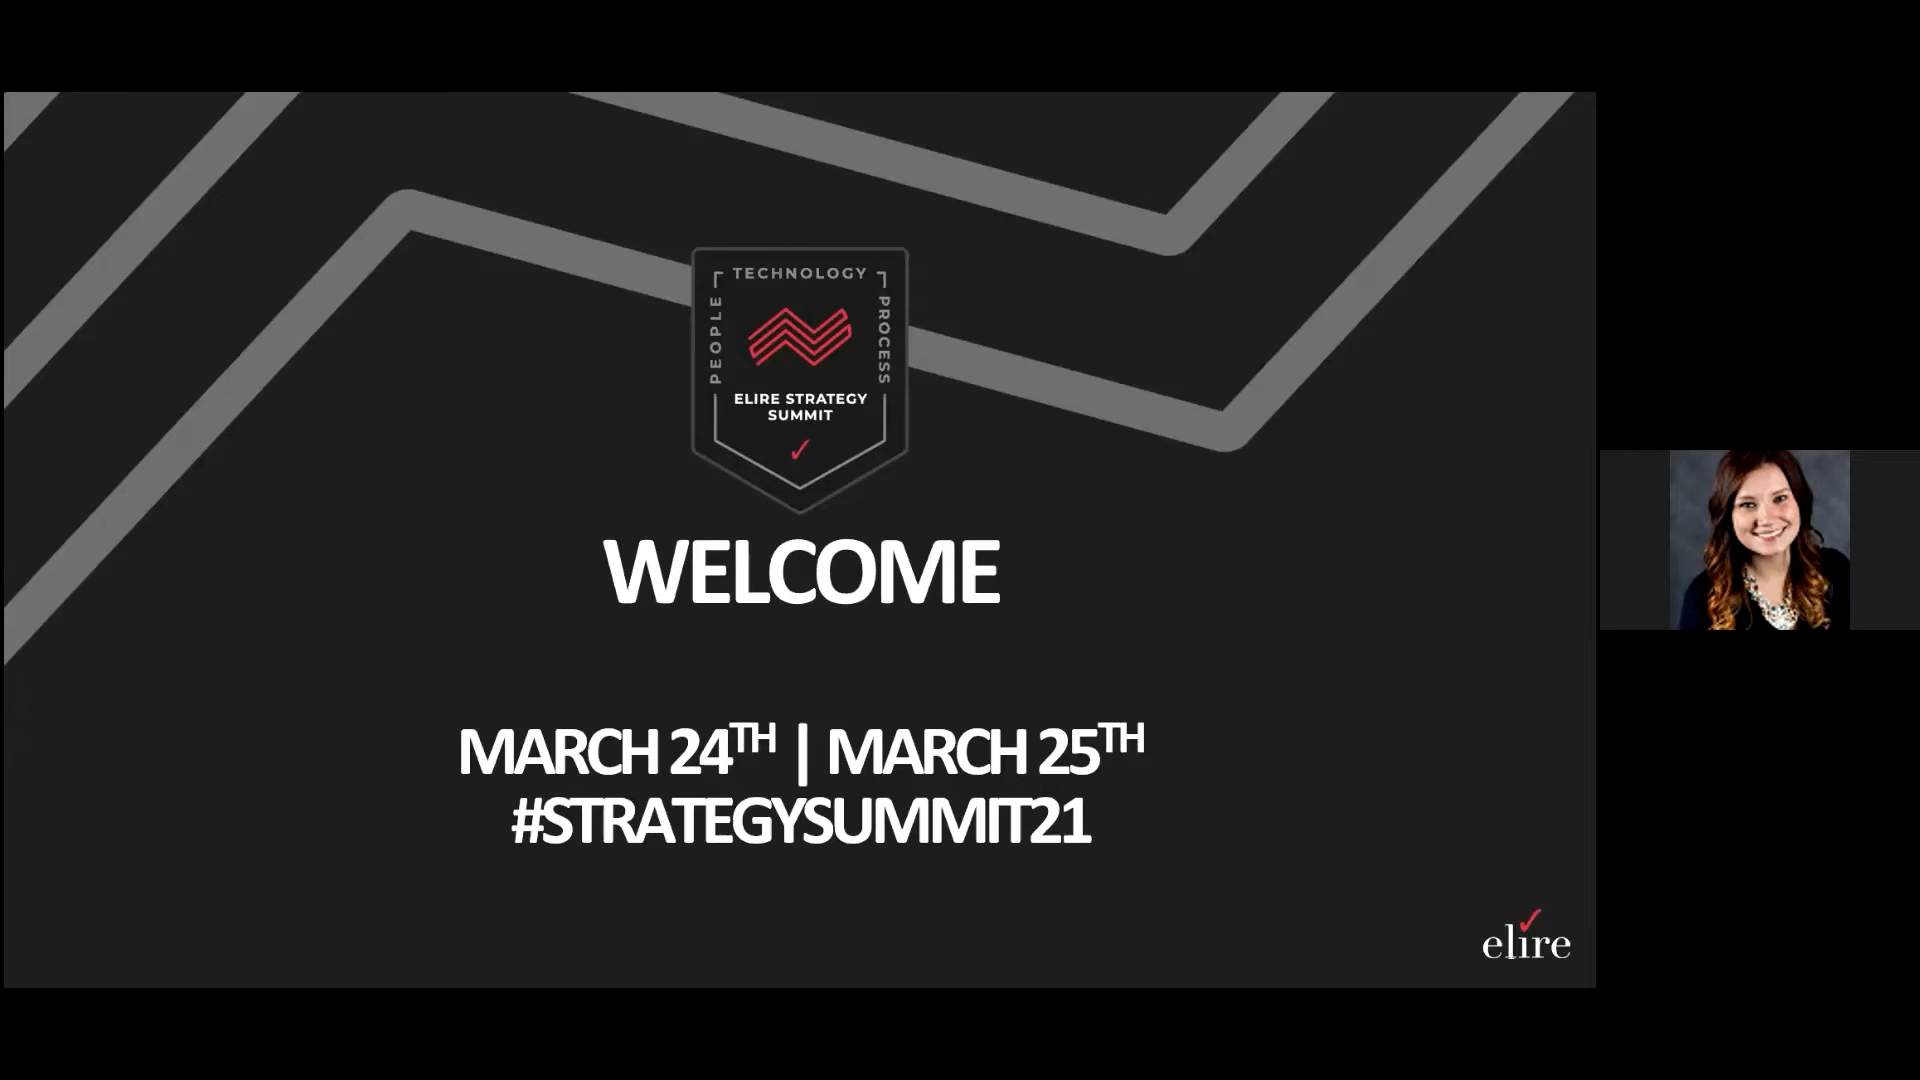 TECHNOLOGY
PEOPLE
PROCESS
ELIRE STRATEGY
SUMMIT
WELCOME
MARCH 24TH | MARCH 25TH
#STRATEGYSUMMIT21
elire